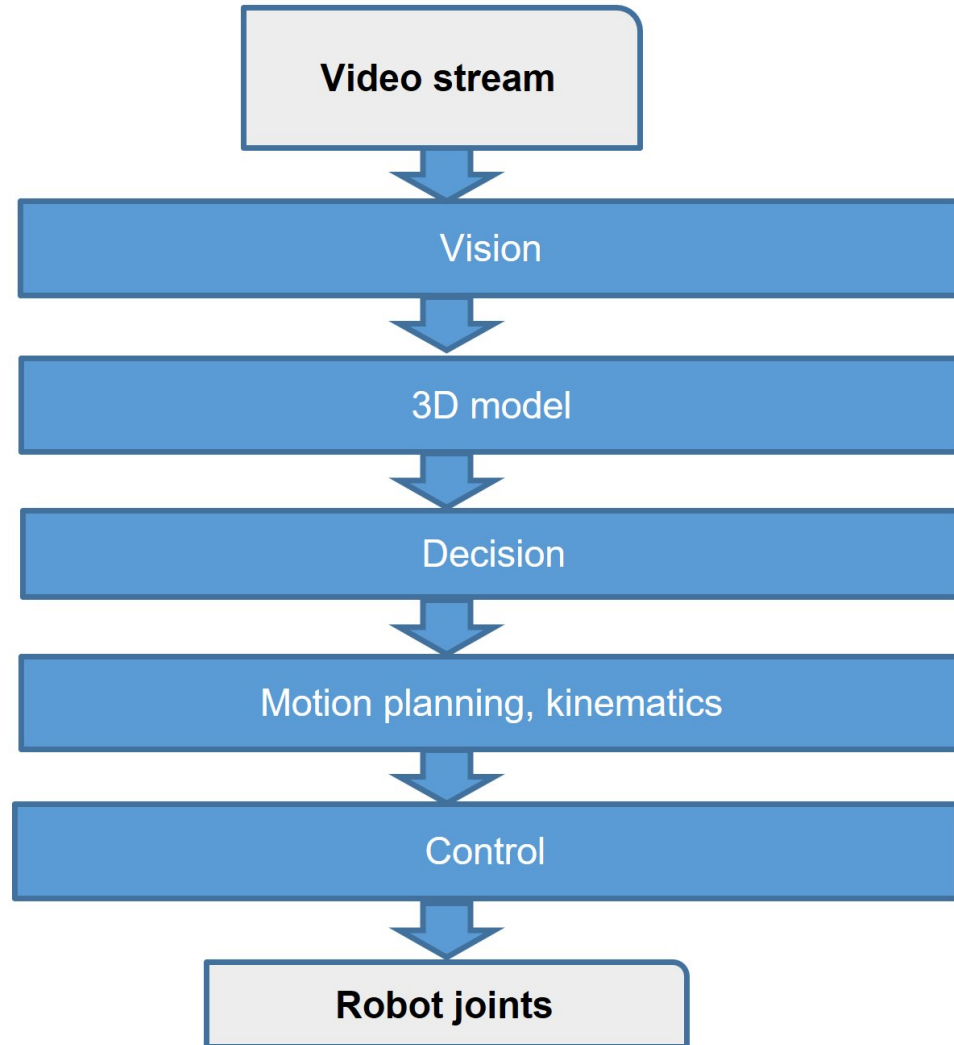 Video stream
Vision
3D model
Decision
Motion planning, kinematics
Control
Robot joints